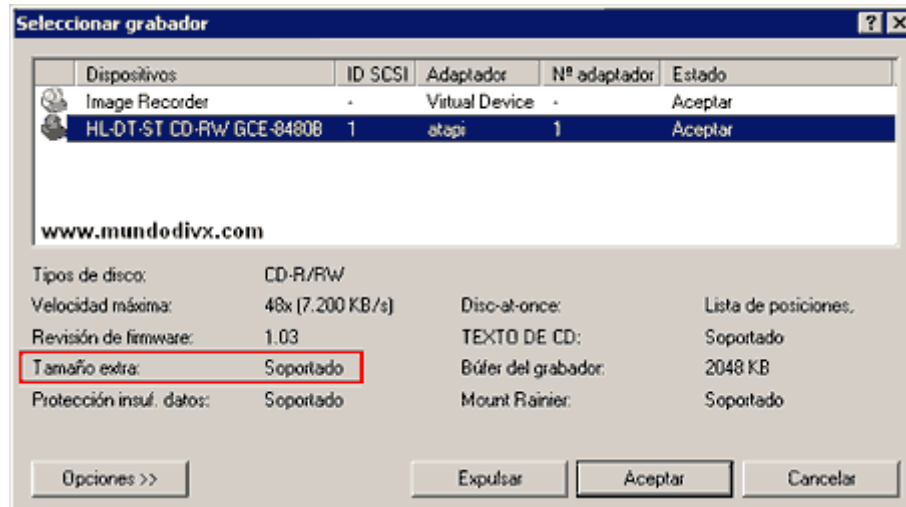 Seleccionar grabador
Dispositivos ID SCSI Adaptador Nº adaptador Estado
Image Recorder - Virtual Device - Aceptar
HL-DT-ST CD-RW GCE-8480B 1 atapi 1 Aceptar
www.mundodivx.com
Tipos de disco: CD-R/RW
Velocidad máxima: 48x (7.200 KB/s) Disc-at-once: Lista de posiciones,
Revisión de firmware: 1.03 TEXTO DE CD: Soportado
Tamaño extra: Soportado Búfer del grabador: 2048 KB
Protección insuf. datos: Soportado Mount Rainier: Soportado
Opciones >> Expulsar Aceptar Cancelar